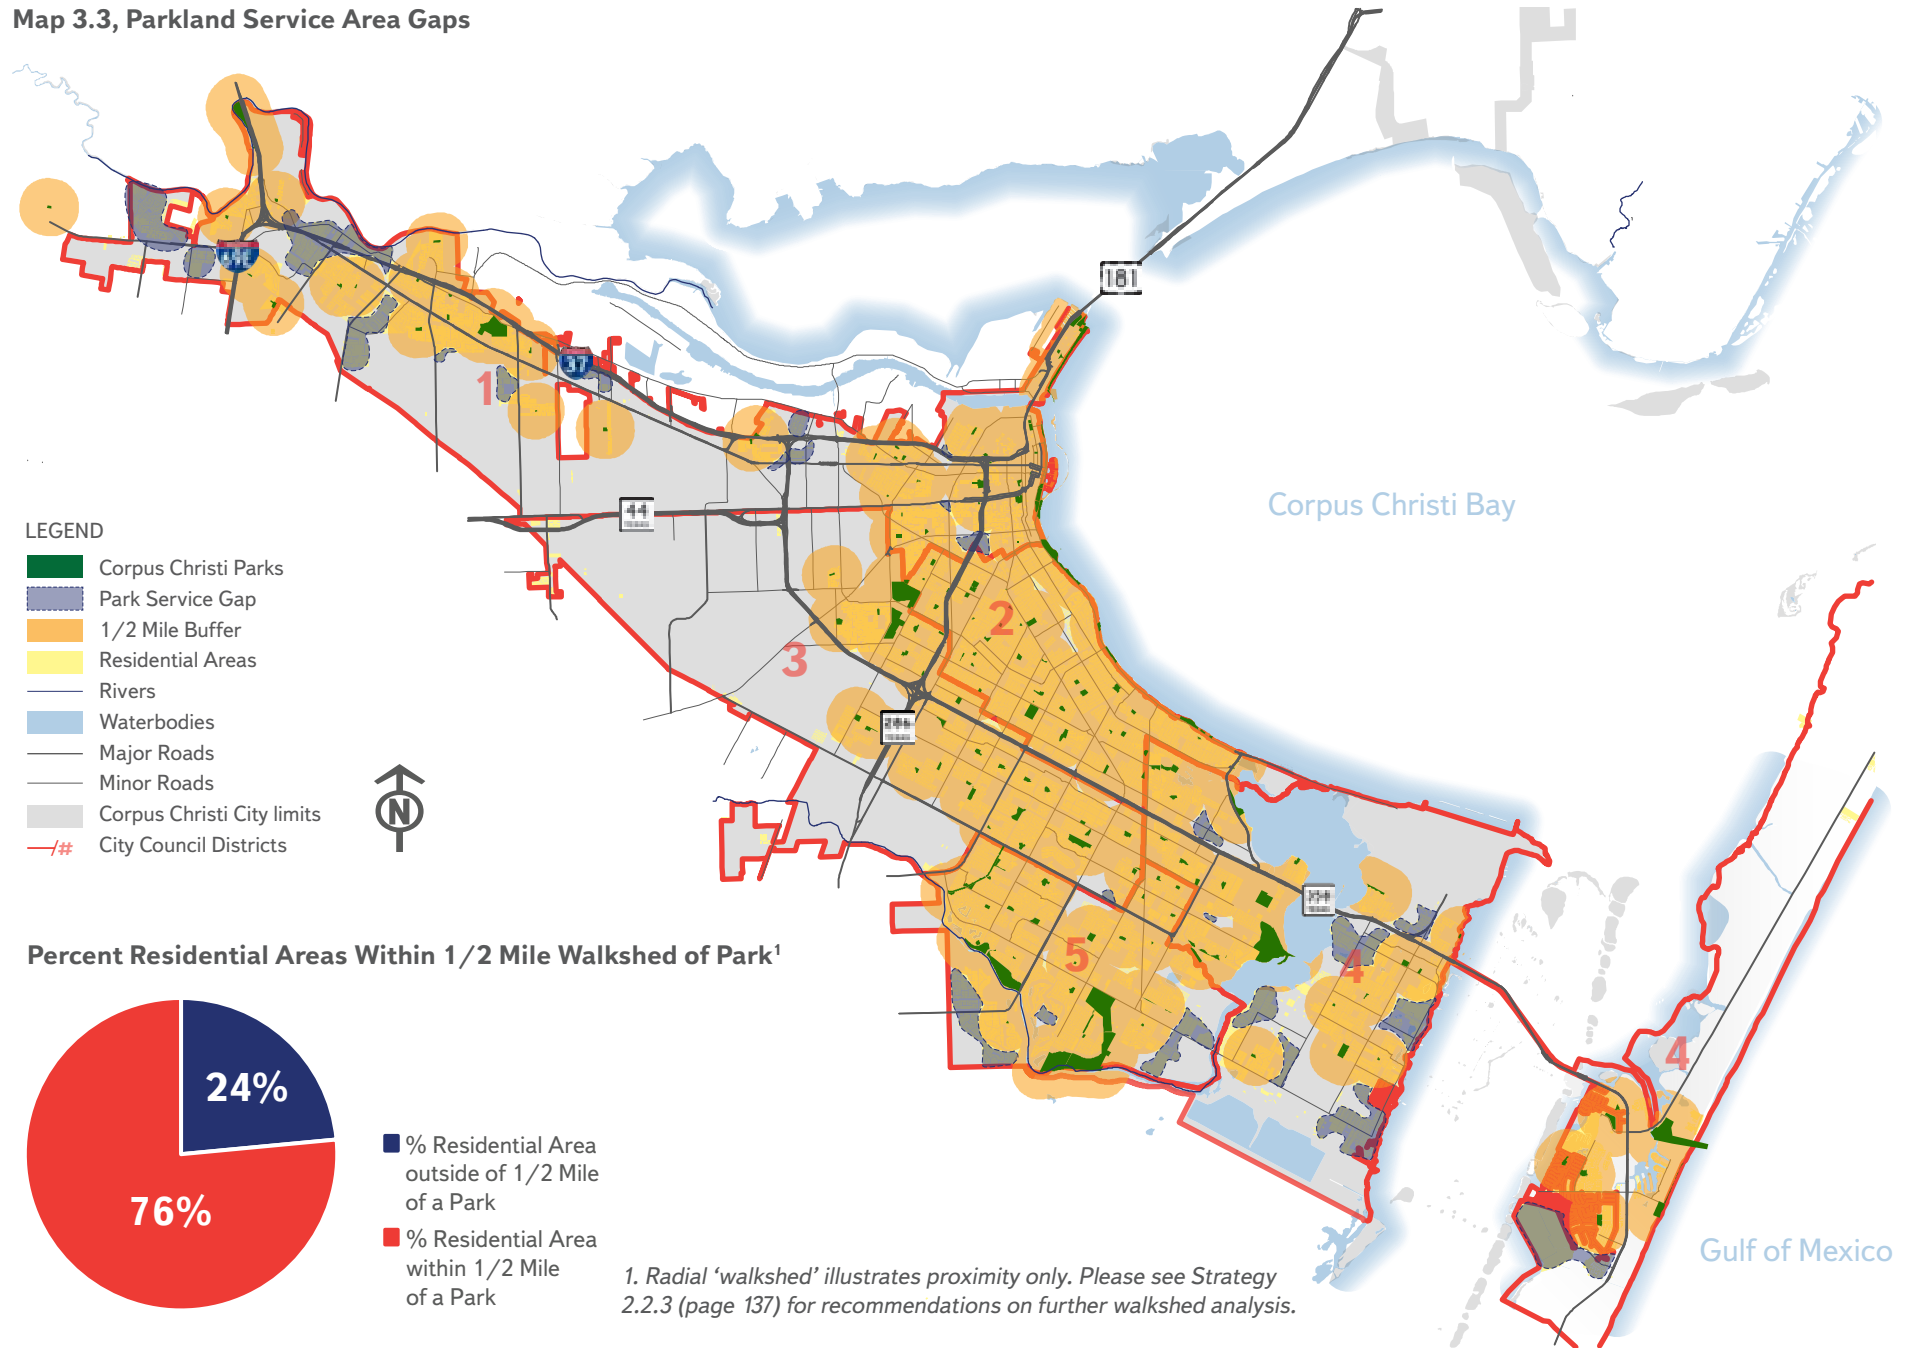 Map 3.3, Parkland Service Area Gaps
181
37
1
44
Corpus Christi Bay
LEGEND
Corpus Christi Parks
Park Service Gap
1/2 Mile Buffer
Residential Areas
Rivers
Waterbodies
Major Roads
Minor Roads
Corpus Christi City limits
/# City Council Districts
N
2
3
5
4
4
Gulf of Mexico
Percent Residential Areas Within 1/2 Mile Walkshed of Park1
24%
76%
% Residential Area
outside of 1/2 Mile
of a Park
% Residential Area
within 1/2 Mile
of a Park
1. Radial ‘walkshed’ illustrates proximity only. Please see Strategy
2.2.3 (page 137) for recommendations on further walkshed analysis.